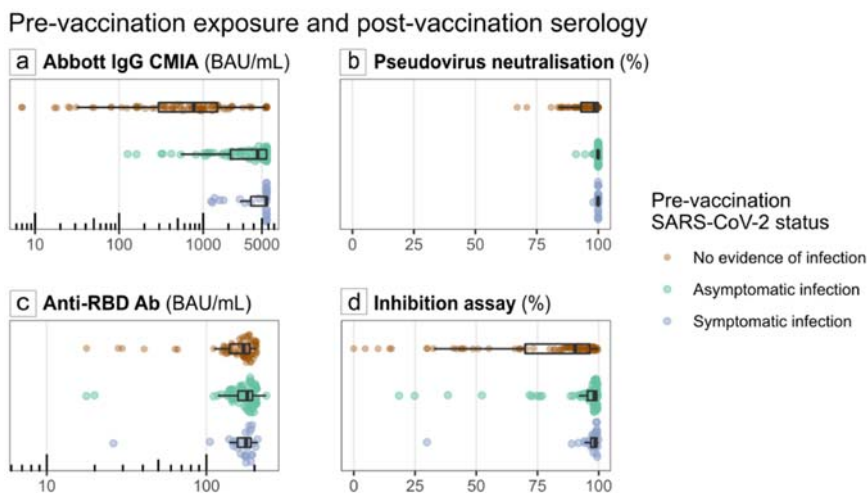 Pre-vaccination exposure and post-vaccination serology
a Abbott IgG CMIA (BAU/mL)
b Pseudovirus neutralisation (%)
10 100 1000 5000
0 25 50 75 100
Pre-vaccination
SARS-CoV-2 status
No evidence of infection
Asymptomatic infection
Symptomatic infection
c Anti-RBD Ab (BAU/mL)
d Inhibition assay (%)
10 100
0 25 50 75 100